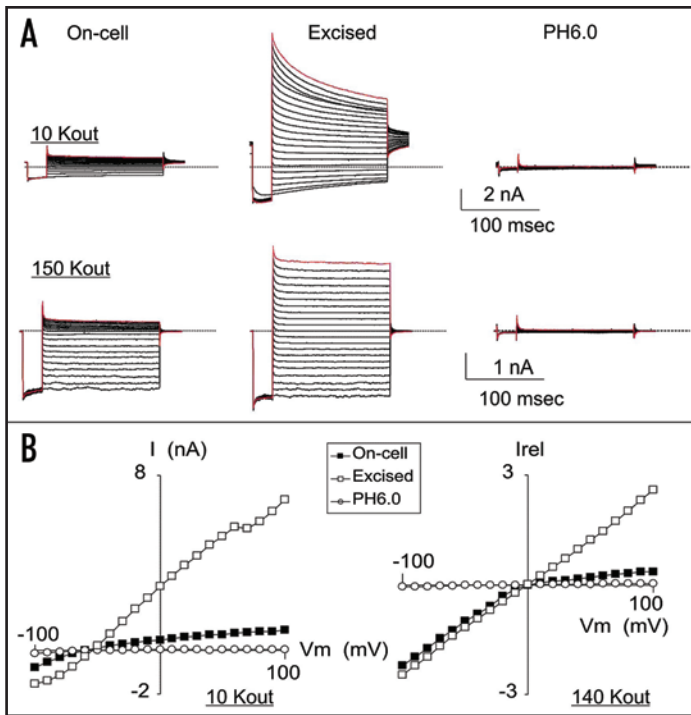 A
On-cell Excised PH6.0
10 Kout
2 nA
100 msec
150 Kout
1 nA
100 msec
B
I (nA) Irel
8 3
On-cell
Excised
PH6.0
-100 -100
Vm (mV) 100 Vm (mV)
100
-2 10 Kout -3 140 Kout